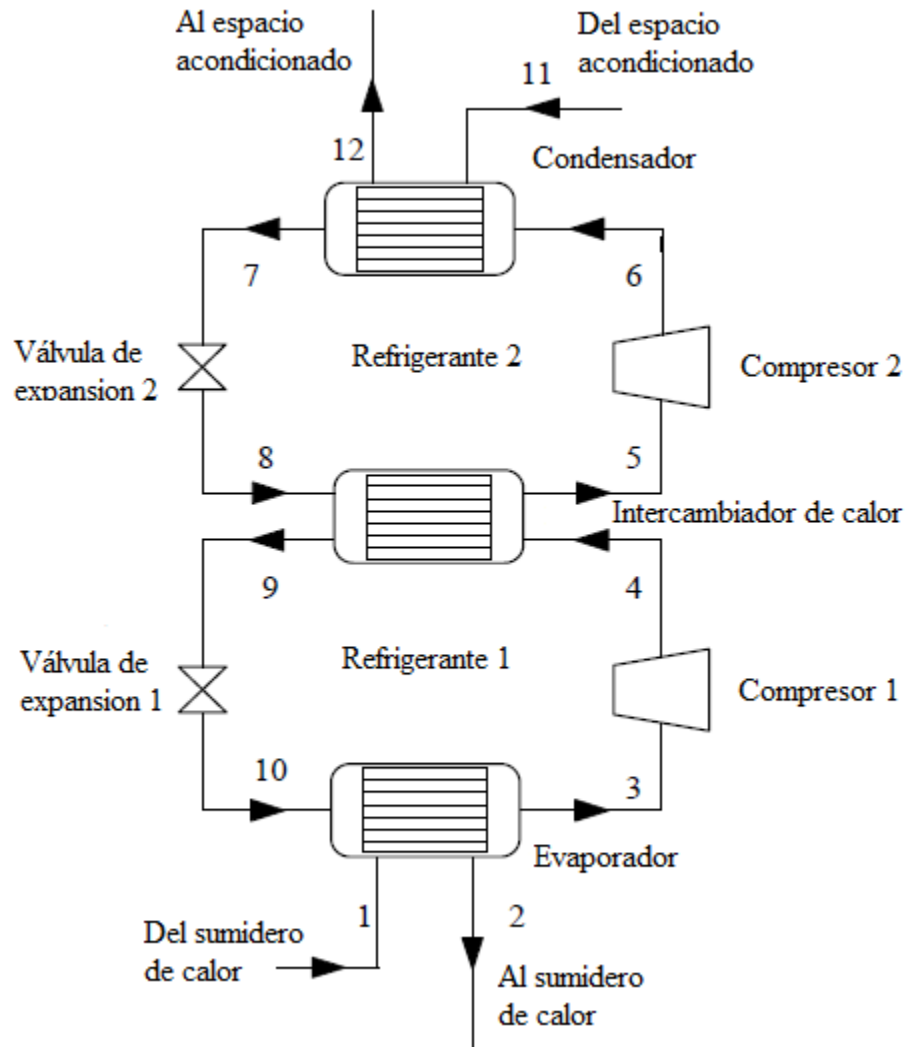 Al espacio
acondicionado
Del espacio
acondicionado
11
12
Condensador
7
6
Válvula de
expansion 2
Refrigerante 2
Compresor 2
8
5
Intercambiador de calor
9
4
Válvula de
expansion 1
Refrigerante 1
Compresor 1
10
3
Evaporador
1
2
Del sumidero
de calor
Al sumidero
de calor